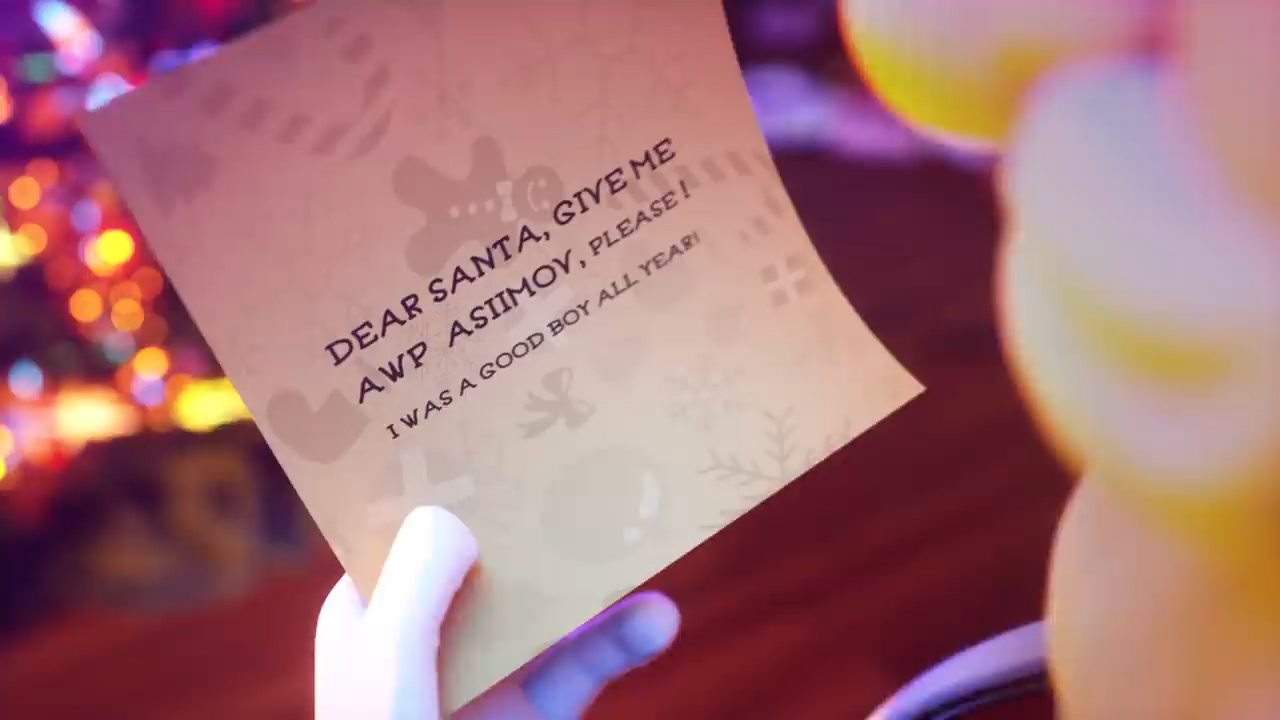 DEAR SANTA, GIVE ME
AWP ASIIMOV, PLEASE!
I WAS A GOOD BOY ALL YEAR!